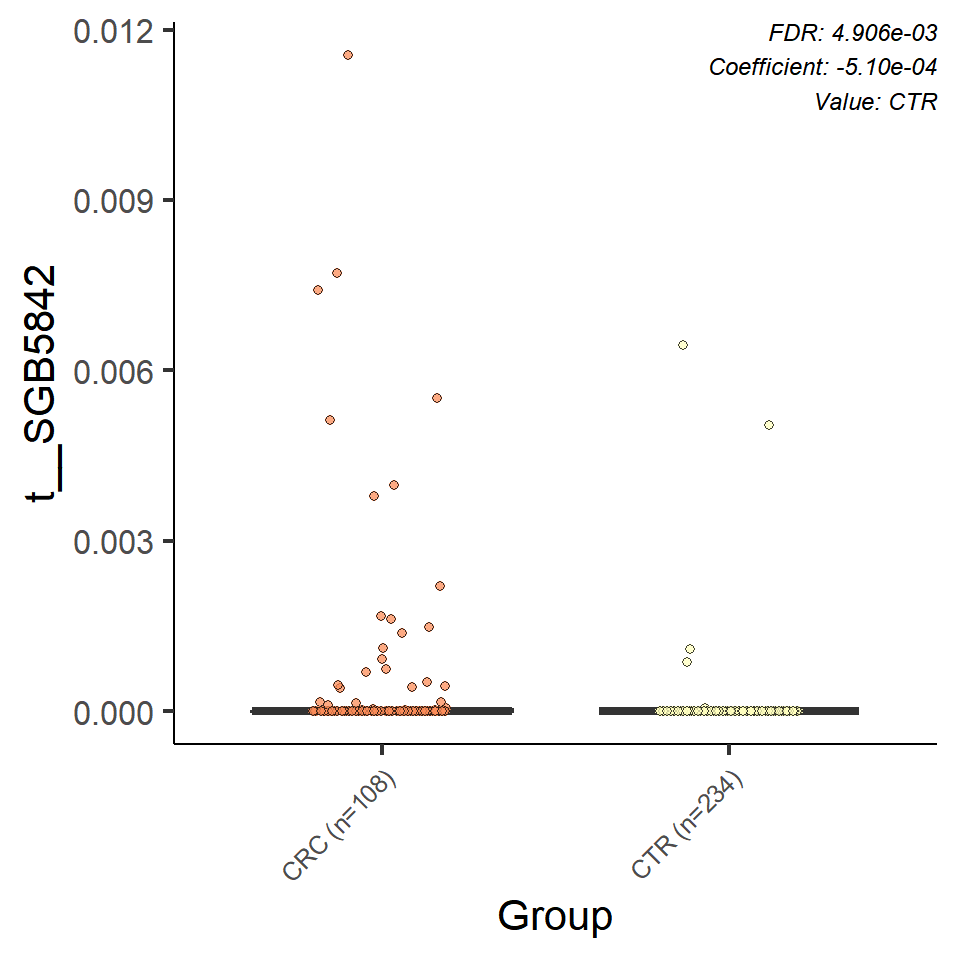 FDR: 4.906e-03
Coefficient: -5.10e-04
Value: CTR
0.012
0.009
0.006
0.003
0.000
t__SGB5842
CRC (n=108)
CTR (n=234)
Group